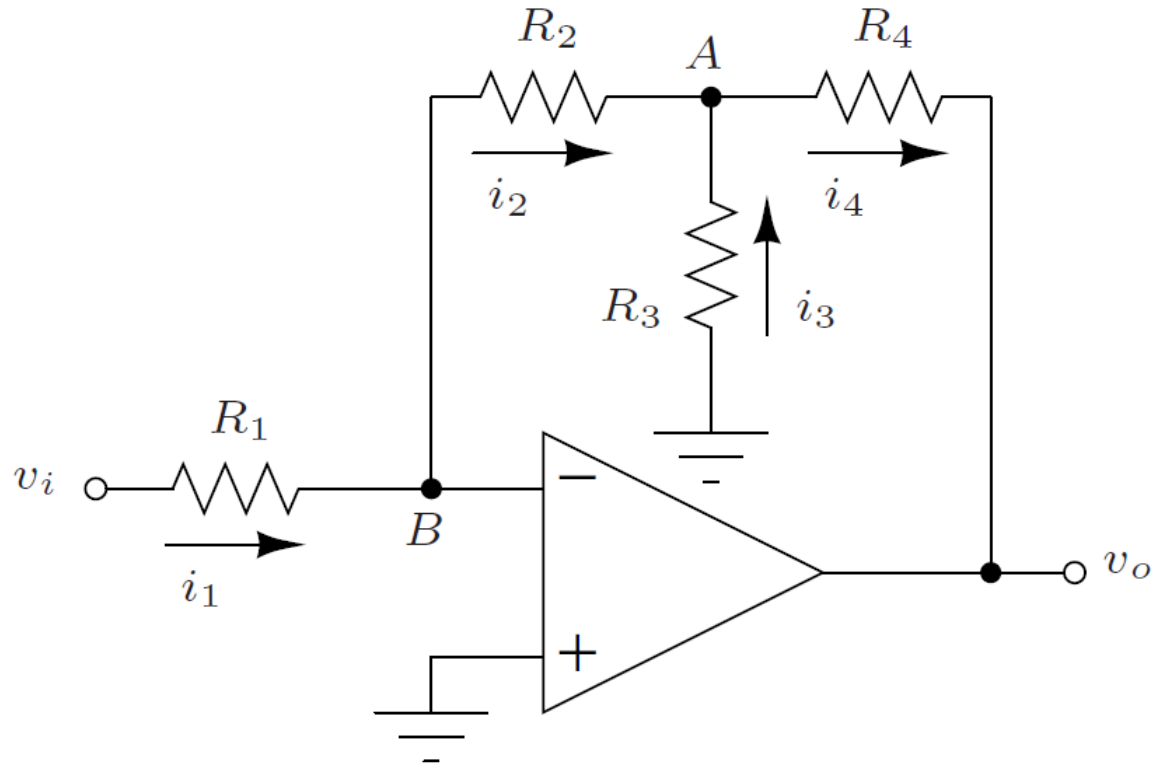 R₂
A
R₄
i₂
i₄
R₃
i₃
R₁
vᵢ
−
B
i₁
vₒ
+